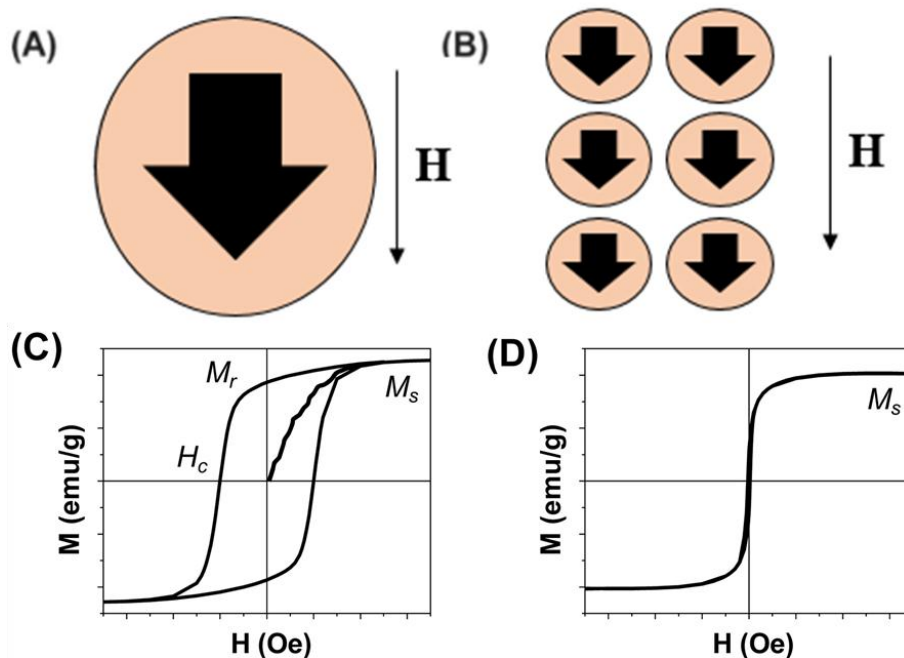 (A)
H
(B)
H
(C)
M_r
M_s
H_c
M (emu/g)
H (Oe)
(D)
M_s
M (emu/g)
H (Oe)